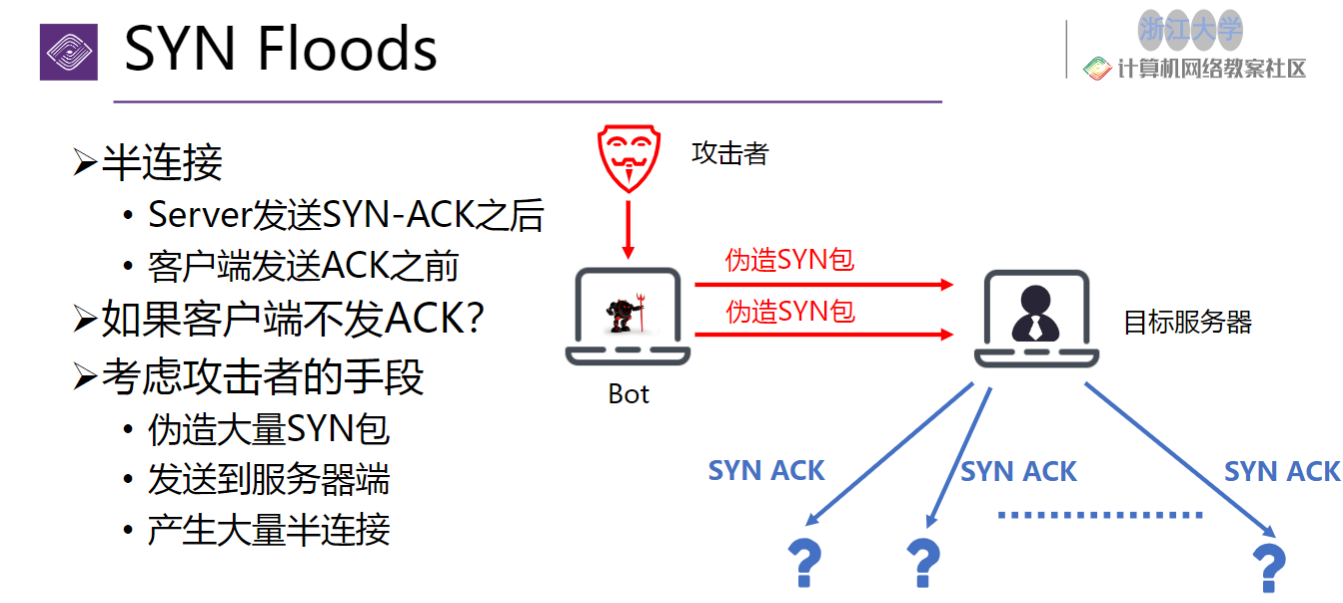 SYN Floods
浙江大学
计算机网络教案社区
➢半连接
• Server发送SYN-ACK之后
• 客户端发送ACK之前
➢如果客户端不发ACK?
➢考虑攻击者的手段
• 伪造大量SYN包
• 发送到服务器端
• 产生大量半连接
攻击者
伪造SYN包
伪造SYN包
Bot
目标服务器
SYN ACK
SYN ACK
SYN ACK
?
?
?